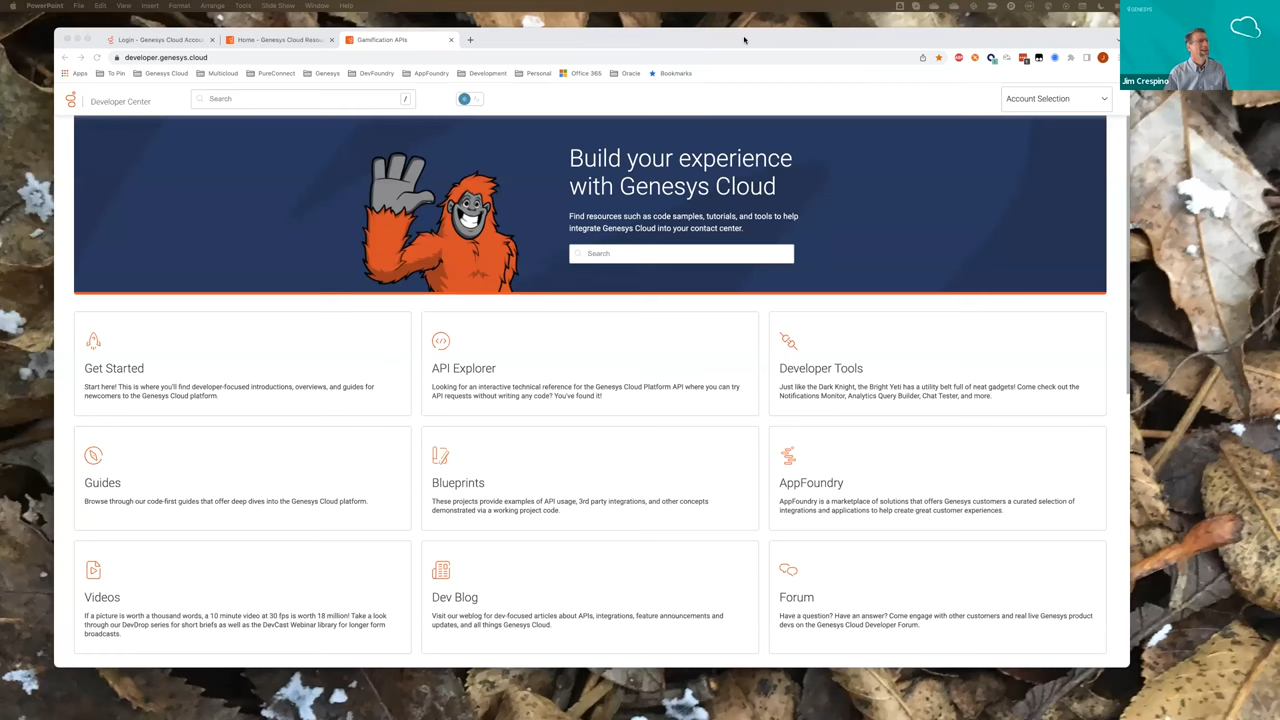 PowerPoint File Edit View Insert Format Arrange Tools Slide Show Window Help
GENESYS
Jim Crespino
Login - Genesys Cloud Accou
Home - Genesys Cloud Resou
Gamification APIs
developer.genesys.cloud
Apps To Pin Genesys Cloud Multicloud PureConnect Genesys DevFoundry AppFoundry Development Personal Office 365 Oracle Bookmarks
Developer Center
Search
/
Account Selection
Build your experience
with Genesys Cloud
Find resources such as code samples, tutorials, and tools to help
integrate Genesys Cloud into your contact center.
Search
Get Started
Start here! This is where you'll find developer-focused introductions, overviews, and guides for
newcomers to the Genesys Cloud platform.
API Explorer
Looking for an interactive technical reference for the Genesys Cloud Platform API where you can try
API requests without writing any code? You've found it!
Developer Tools
Just like the Dark Knight, the Bright Yeti has a utility belt full of neat gadgets! Come check out the
Notifications Monitor, Analytics Query Builder, Chat Tester, and more.
Guides
Browse through our code-first guides that offer deep dives into the Genesys Cloud platform.
Blueprints
These projects provide examples of API usage, 3rd party integrations, and other concepts
demonstrated via a working project code.
AppFoundry
AppFoundry is a marketplace of solutions that offers Genesys customers a curated selection of
integrations and applications to help create great customer experiences.
Videos
If a picture is worth a thousand words, a 10 minute video at 30 fps is worth 18 million! Take a look
through our DevDrop series for short briefs as well as the DevCast Webinar library for longer form
broadcasts.
Dev Blog
Visit our weblog for dev-focused articles about APIs, integrations, feature announcements and
updates, and all things Genesys Cloud.
Forum
Have a question? Have an answer? Come engage with other customers and real live Genesys product
devs on the Genesys Cloud Developer Forum.